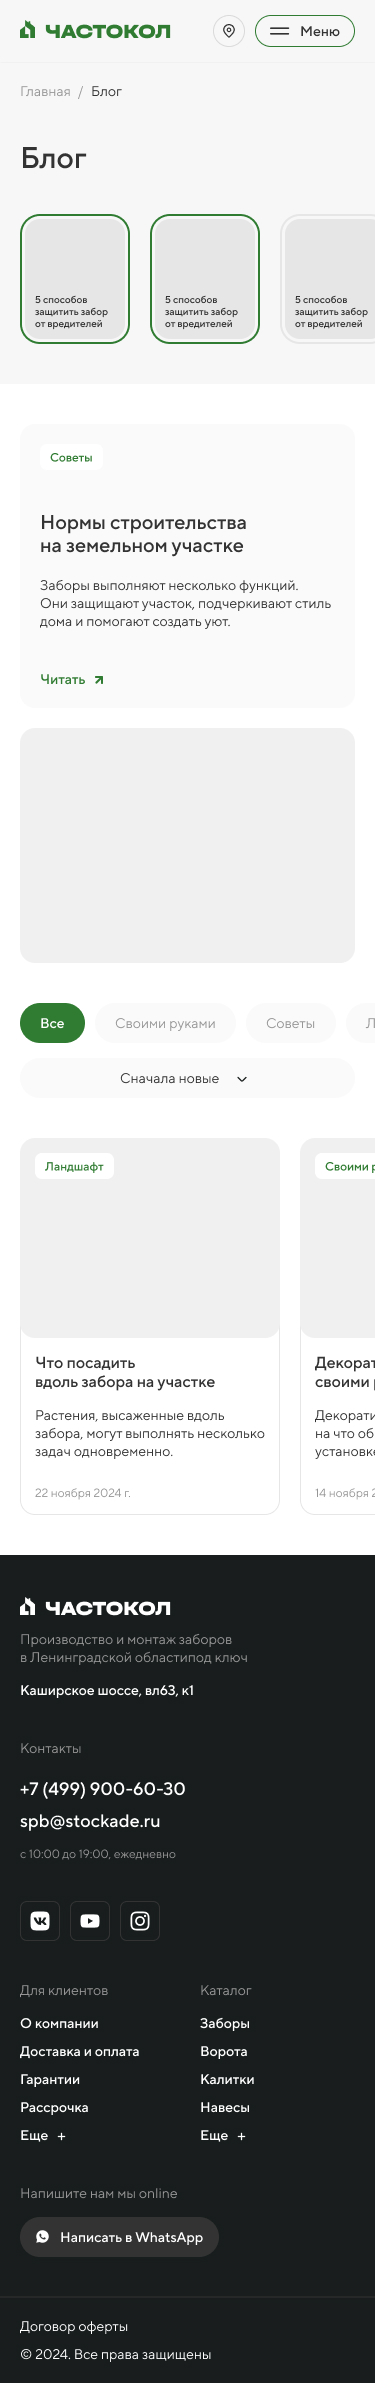 ЧАСТОКОЛ
Меню
Главная / Блог
Блог
5 способов
защитить забор
от вредителей
5 способов
защитить забор
от вредителей
5 способов
защитить забор
от вредителей
Советы
Нормы строительства
на земельном участке
Заборы выполняют несколько функций.
Они защищают участок, подчеркивают стиль
дома и помогают создать уют.
Читать
Все
Своими руками
Советы
Сначала новые
Ландшафт
Что посадить
вдоль забора на участке
Растения, высаженные вдоль
забора, могут выполнять несколько
задач одновременно.
22 ноября 2024 г.
Своими
своими
на что
14 ноября
ЧАСТОКОЛ
Производство и монтаж заборов
в Ленинградской областипод ключ
Каширское шоссе, вл63, к1
Контакты
+7 (499) 900-60-30
spb@stockade.ru
с 10:00 до 19:00, ежедневно
Для клиентов
О компании
Доставка и оплата
Гарантии
Рассрочка
Еще +
Каталог
Заборы
Ворота
Калитки
Навесы
Еще +
Напишите нам мы online
Написать в WhatsApp
Договор оферты
© 2024. Все права защищены